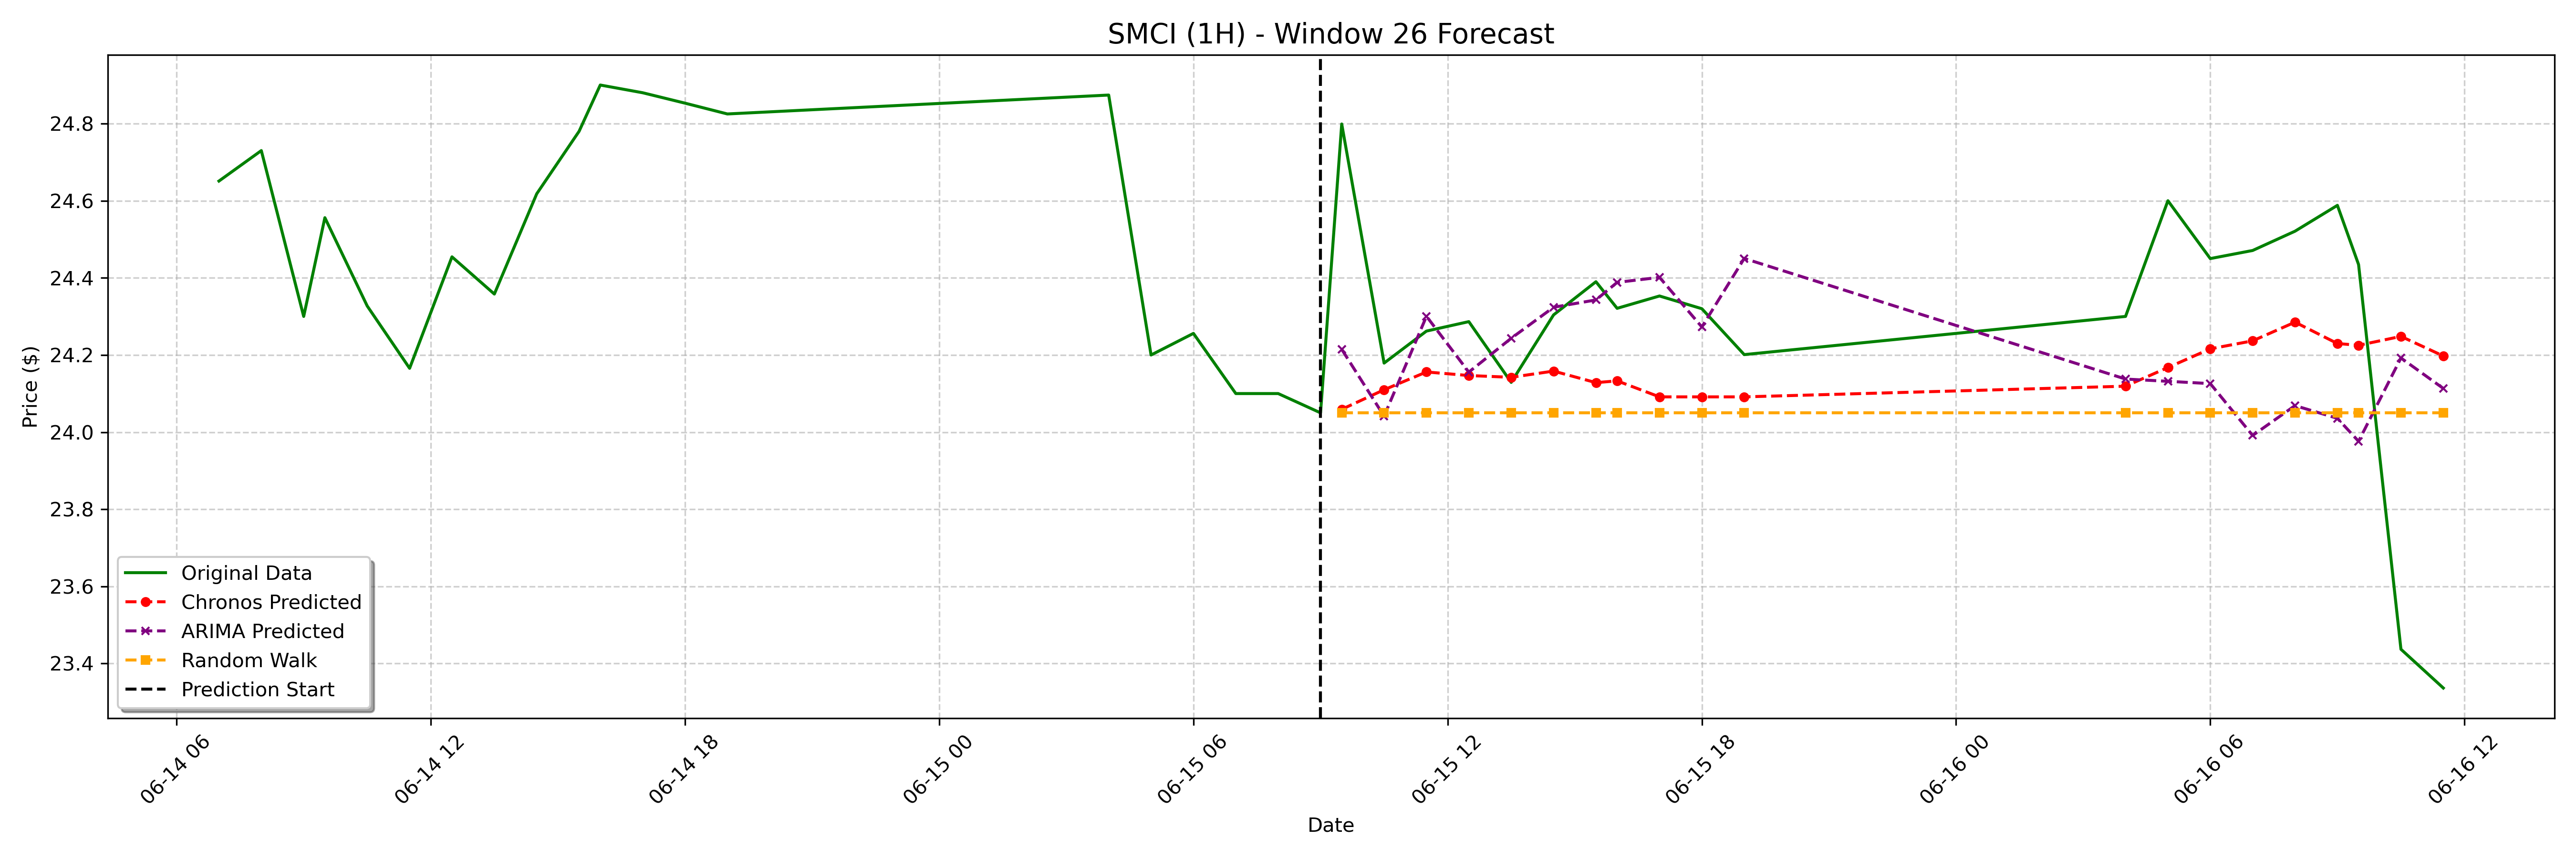 SMCI (1H) - Window 26 Forecast
Price ($)
24.8
24.6
24.4
24.2
24.0
23.8
23.6
23.4
Original Data
Chronos Predicted
ARIMA Predicted
Random Walk
Prediction Start
06-14 06
06-14 12
06-14 18
06-15 00
06-15 06
06-15 12
06-15 18
06-16 00
06-16 06
06-16 12
Date